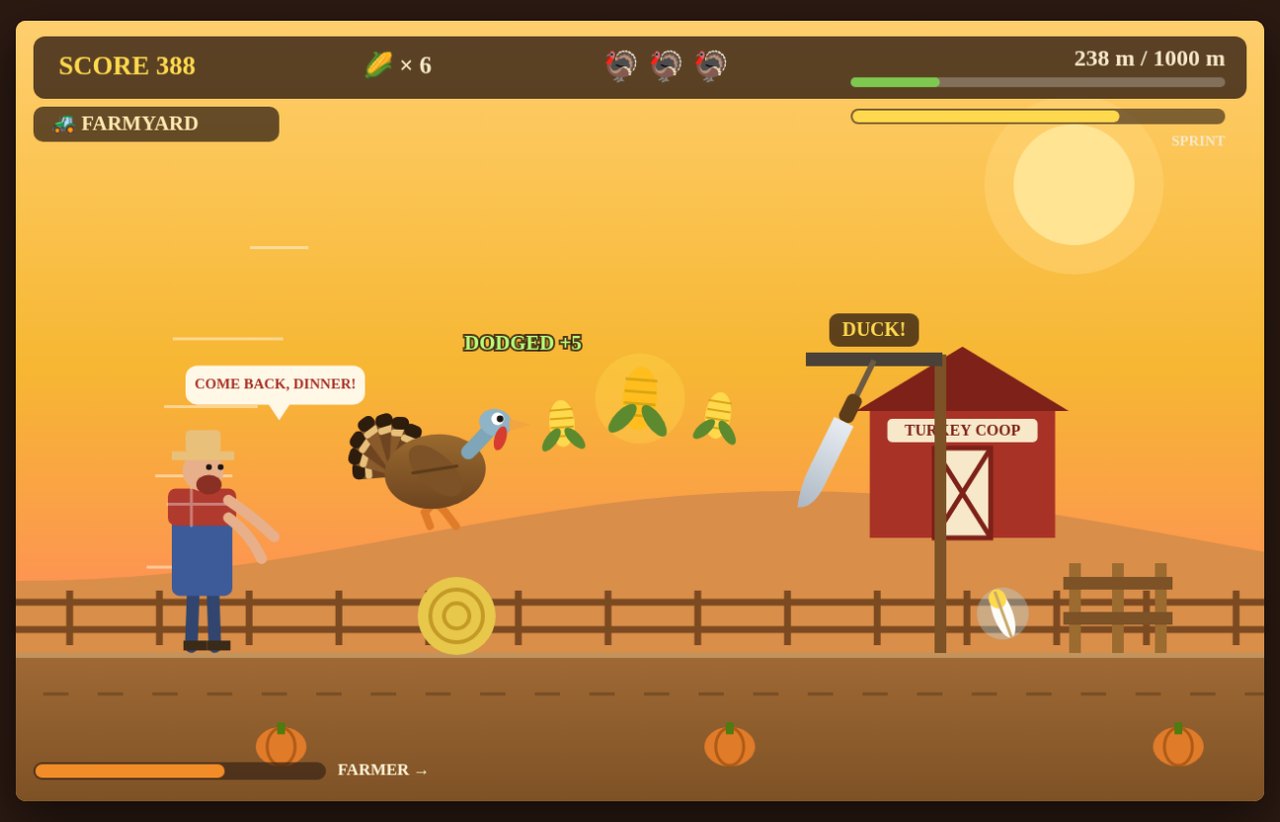 SCORE 388
× 6
238 m / 1000 m
FARMYARD
SPRINT
DUCK!
DODGED +5
COME BACK, DINNER!
TURKEY COOP
FARMER →